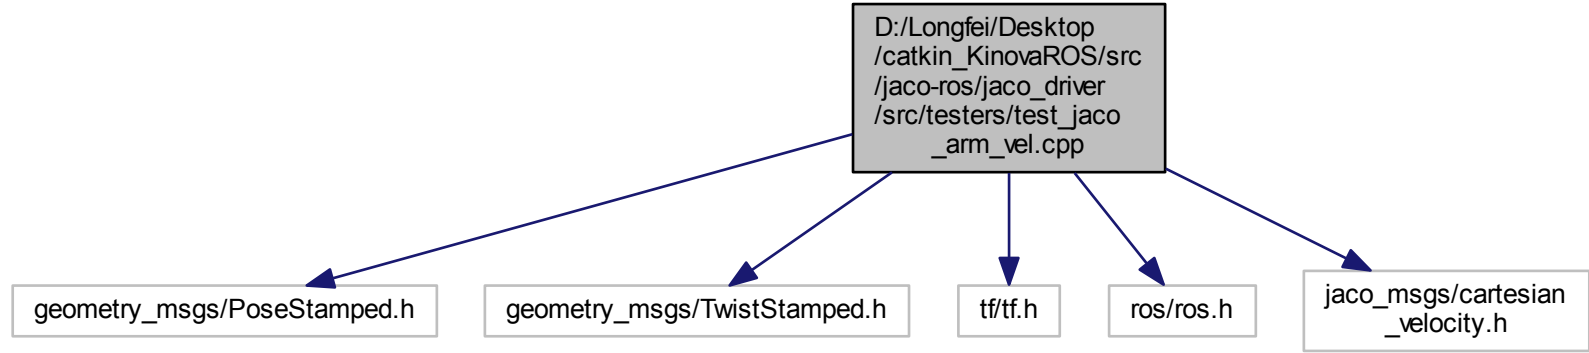 D:/Longfei/Desktop
/catkin_KinovaROS/src
/jaco-ros/jaco_driver
/src/testers/test_jaco
_arm_vel.cpp
geometry_msgs/PoseStamped.h
geometry_msgs/TwistStamped.h
tf/tf.h
ros/ros.h
jaco_msgs/cartesian
_velocity.h